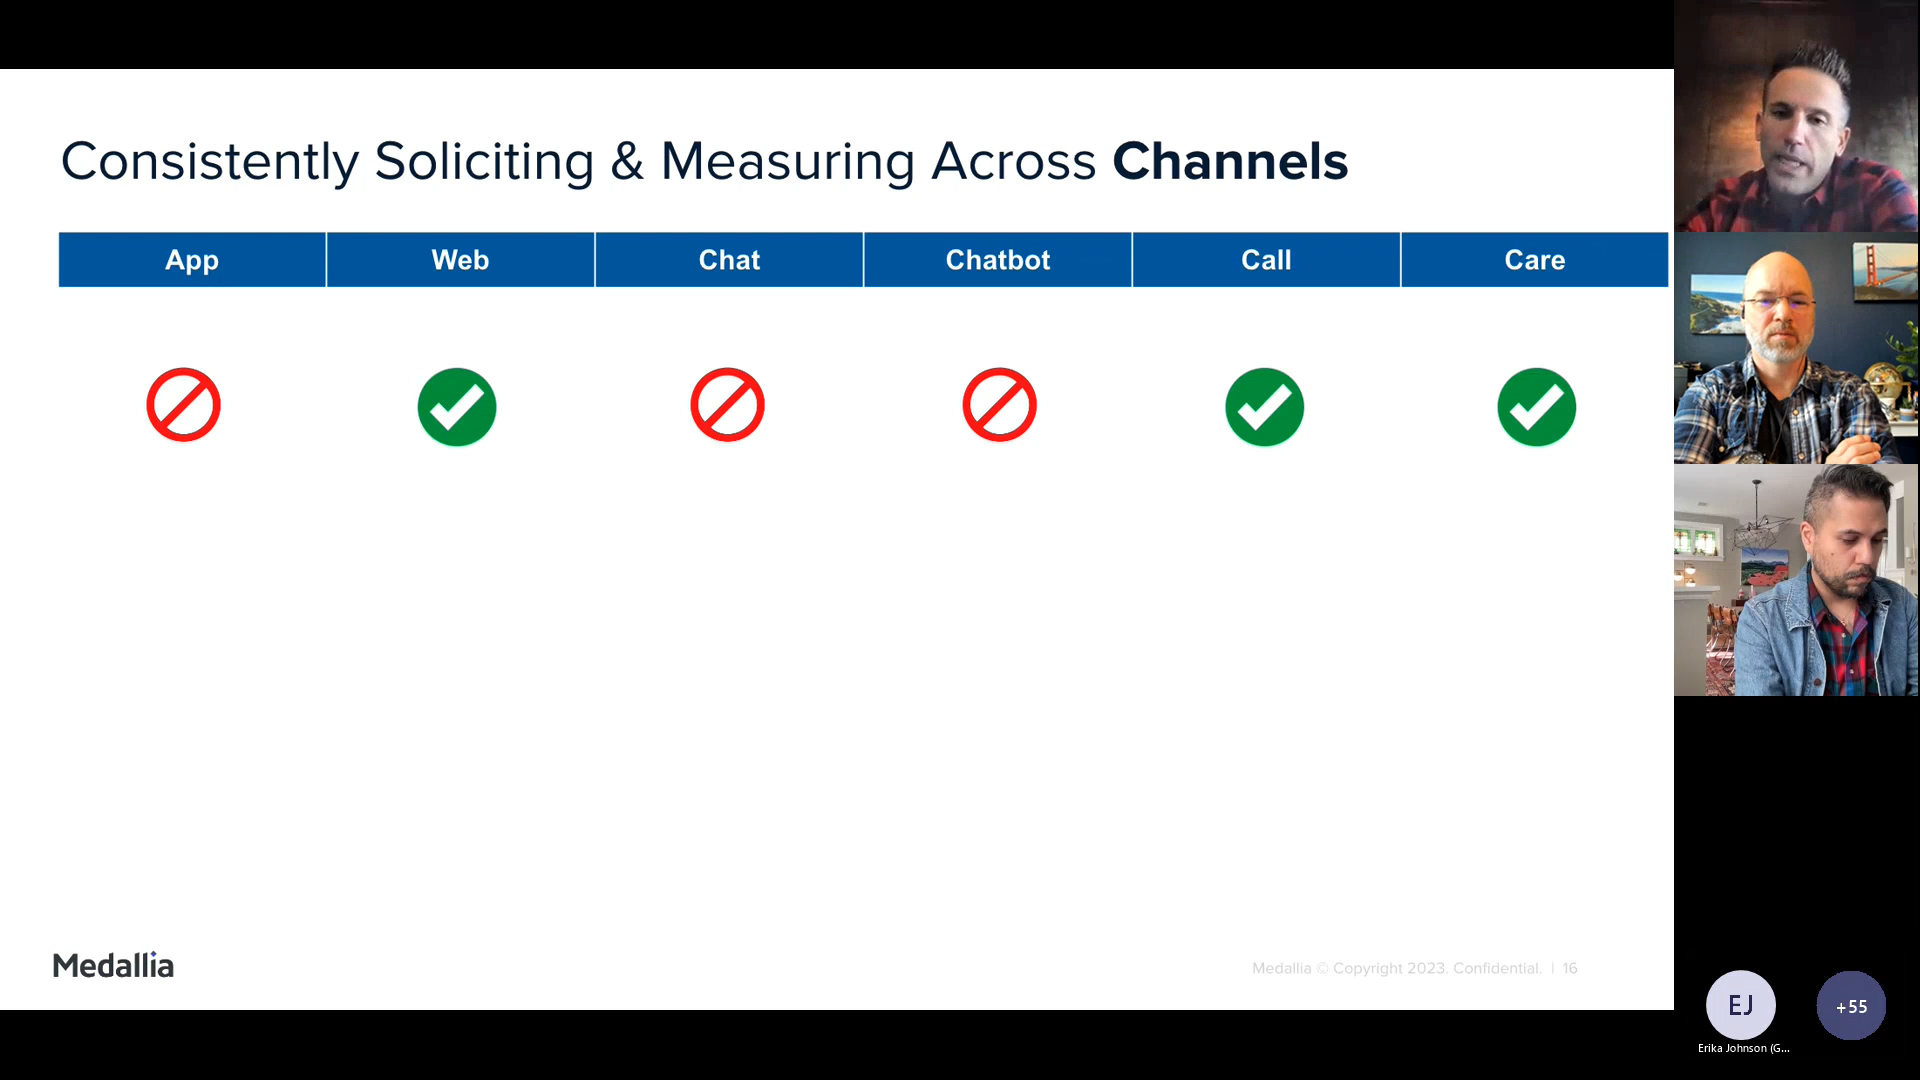 Consistently Soliciting & Measuring Across Channels
App Web Chat Chatbot Call Care
Medallia
Medallia © Copyright 2023. Confidential. | 16
EJ
+55
Erika Johnson (G...